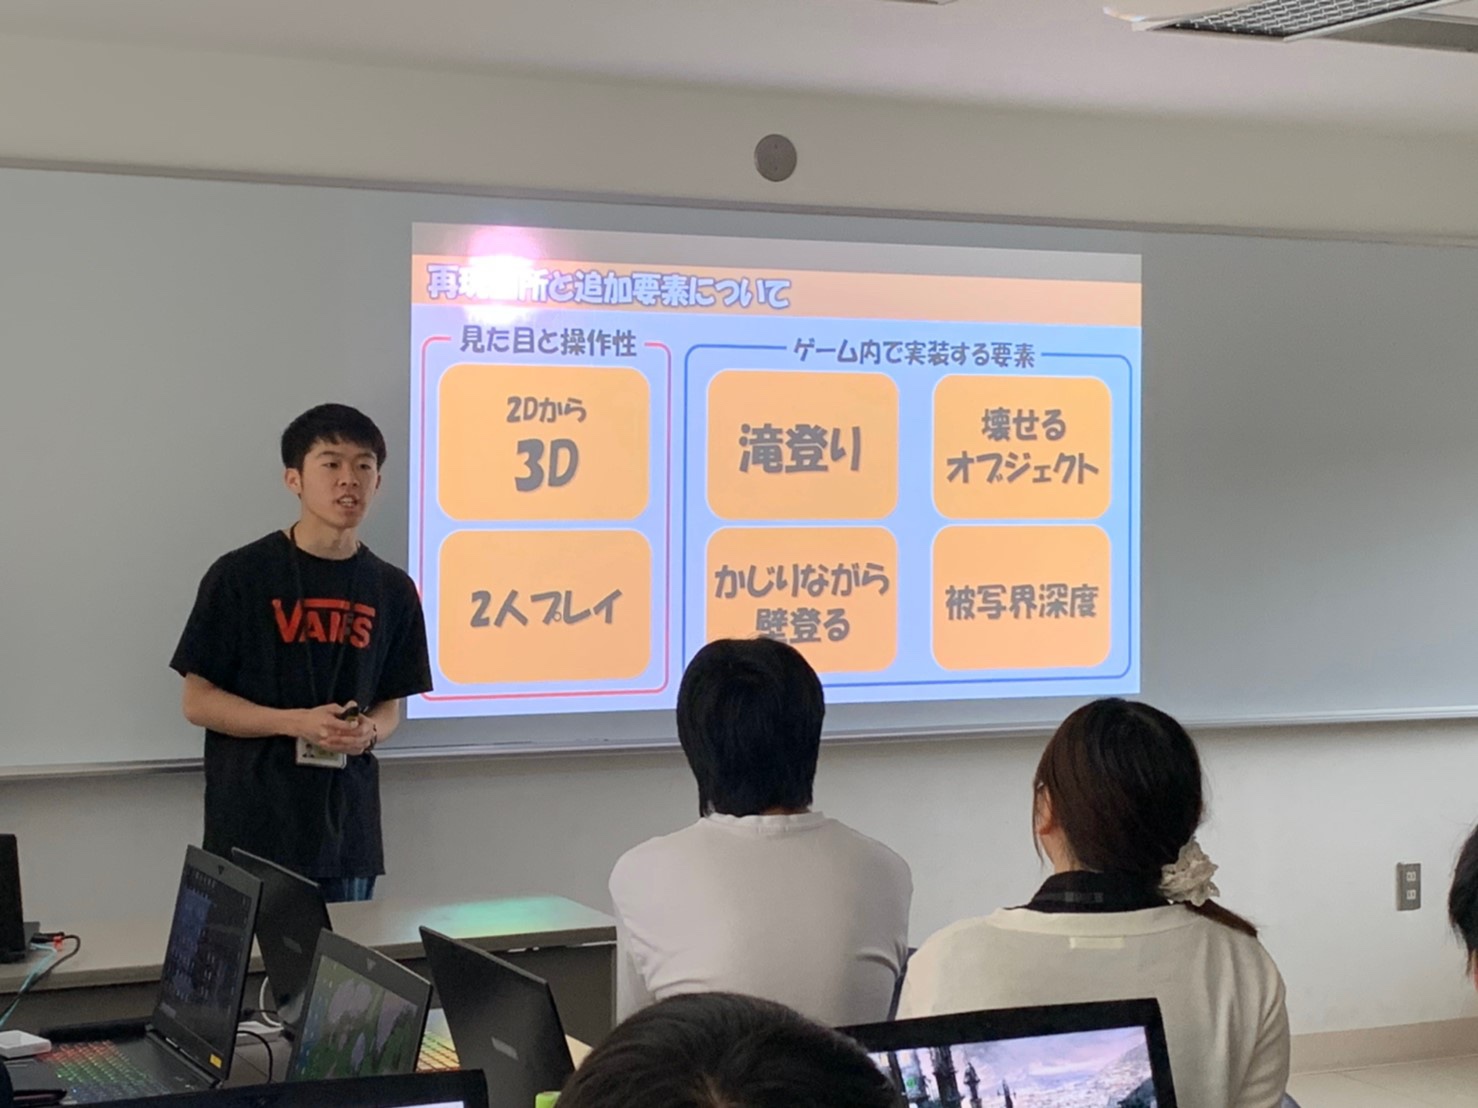 再現箇所と追加要素について
見た目と操作性
2Dから
3D
2人プレイ
ゲーム内で実装する要素
滝登り
壊せる
オブジェクト
かじりながら
壁登る
被写界深度
VANS